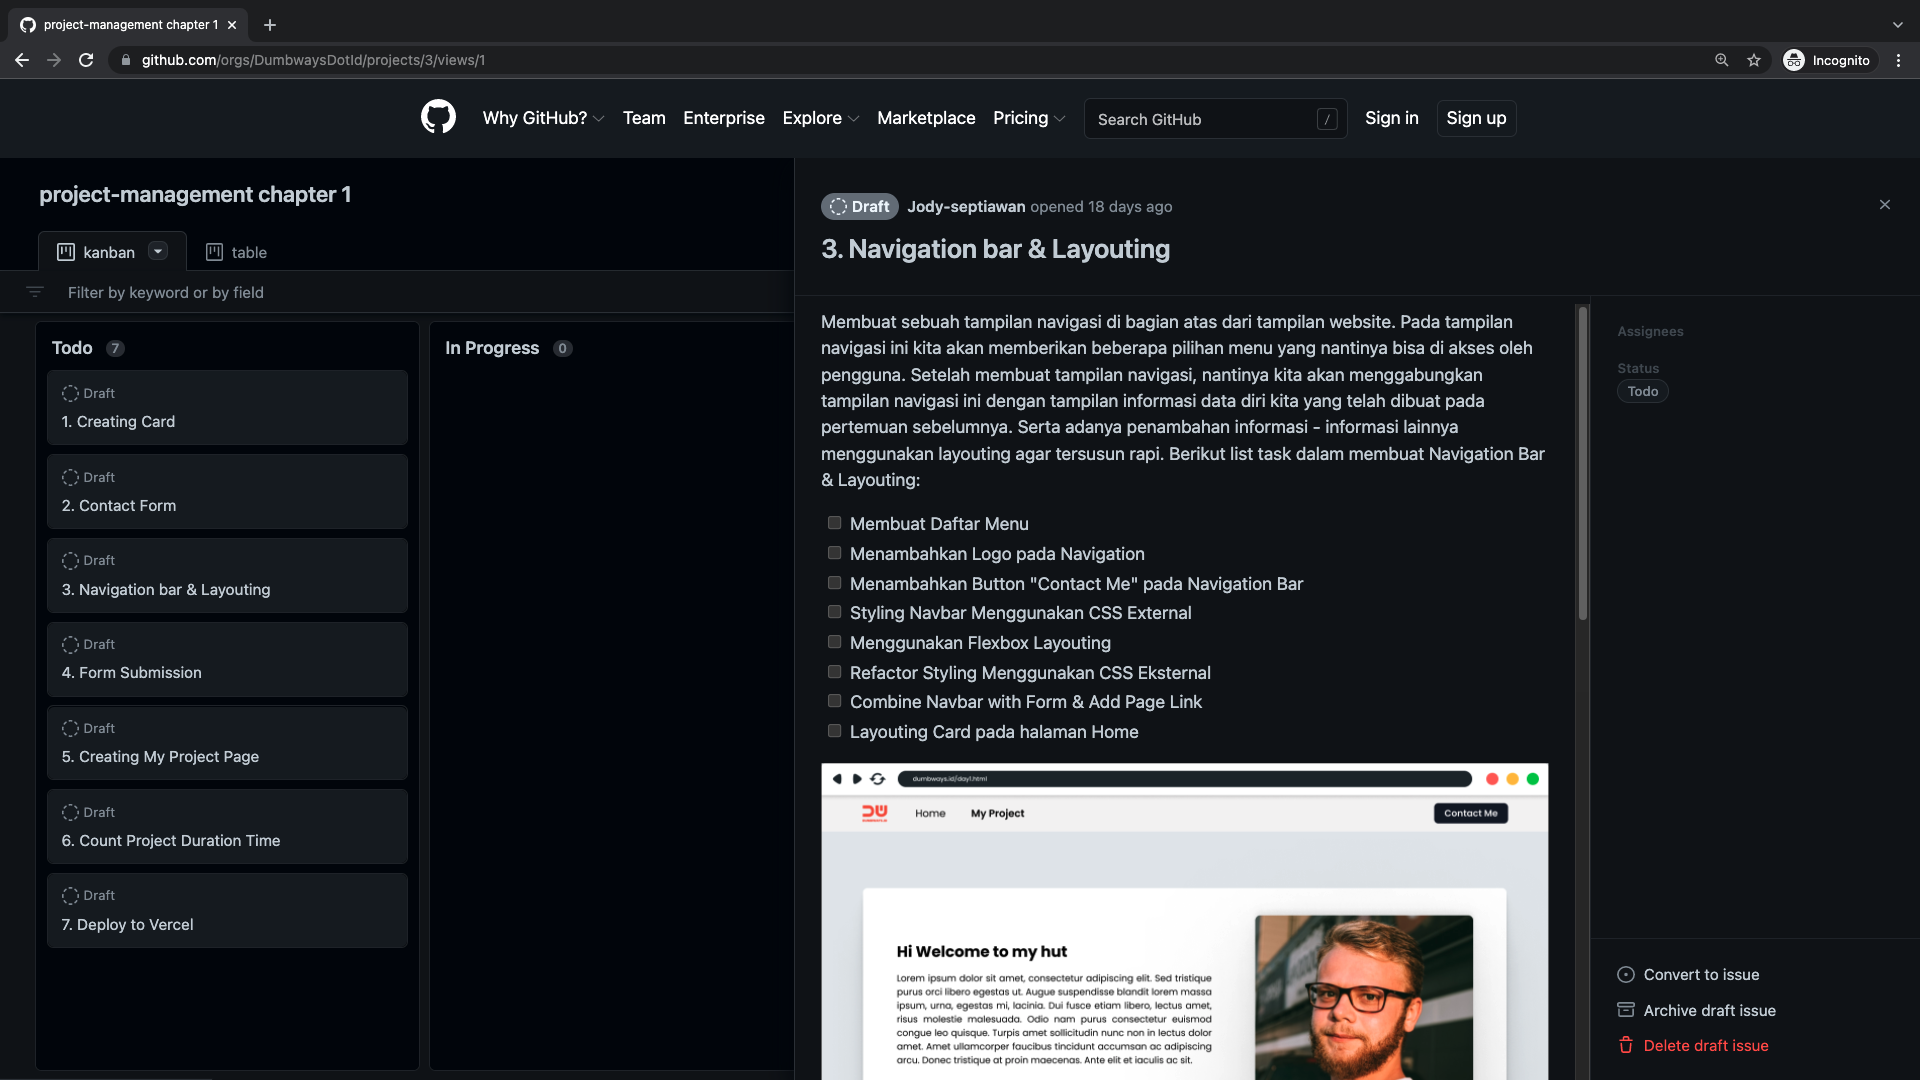 project-management chapter 1
github.com/orgs/DumbwaysDotId/projects/3/views/1
Incognito
Why GitHub?
Team
Enterprise
Explore
Marketplace
Pricing
Search GitHub
/
Sign in
Sign up
project-management chapter 1
kanban
table
Filter by keyword or by field
Todo 7
Draft
1. Creating Card
Draft
2. Contact Form
Draft
3. Navigation bar & Layouting
Draft
4. Form Submission
Draft
5. Creating My Project Page
Draft
6. Count Project Duration Time
Draft
7. Deploy to Vercel
In Progress 0
Draft Jody-septiawan opened 18 days ago
3. Navigation bar & Layouting
Membuat sebuah tampilan navigasi di bagian atas dari tampilan website. Pada tampilan
navigasi ini kita akan memberikan beberapa pilihan menu yang nantinya bisa di akses oleh
pengguna. Setelah membuat tampilan navigasi, nantinya kita akan menggabungkan
tampilan navigasi ini dengan tampilan informasi data diri kita yang telah dibuat pada
pertemuan sebelumnya. Serta adanya penambahan informasi - informasi lainnya
menggunakan layouting agar tersusun rapi. Berikut list task dalam membuat Navigation Bar
& Layouting:
Membuat Daftar Menu
Menambahkan Logo pada Navigation
Menambahkan Button "Contact Me" pada Navigation Bar
Styling Navbar Menggunakan CSS External
Menggunakan Flexbox Layouting
Refactor Styling Menggunakan CSS Eksternal
Combine Navbar with Form & Add Page Link
Layouting Card pada halaman Home
dumbways.id/day1.html
Home
My Project
Contact Me
Hi Welcome to my hut
Lorem ipsum dolor sit amet, consectetur adipiscing elit. Sed tristique
purus orci libero egestas ut. Augue suspendisse blandit lorem massa
ipsum, urna, egestas mi, lacinia. Dui fusce etiam libero, lectus amet,
risus molestie malesuada. Odio nam purus consectetur euismod
congue leo quisque. Turpis amet sollicitudin nunc non in lectus dolor
amet. Amet ullamcorper faucibus tincidunt accumsan ac adipiscing
arcu. Donec tristique at proin maecenas. Ante elit et iaculis ac sit.
Assignees
Status
Todo
Convert to issue
Archive draft issue
Delete draft issue